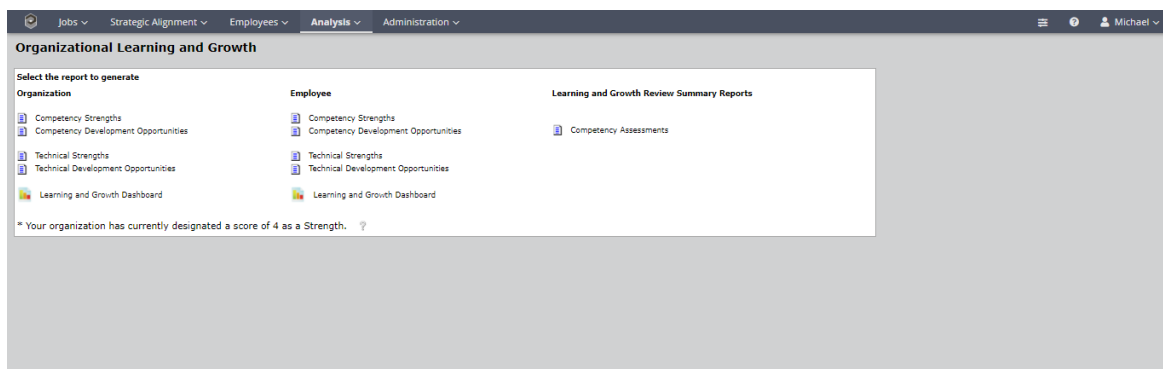 Jobs Strategic Alignment Employees Analysis Administration Michael
Organizational Learning and Growth
Select the report to generate
Organization Employee Learning and Growth Review Summary Reports
Competency Strengths Competency Strengths
Competency Development Opportunities Competency Development Opportunities Competency Assessments
Technical Strengths Technical Strengths
Technical Development Opportunities Technical Development Opportunities
Learning and Growth Dashboard Learning and Growth Dashboard
* Your organization has currently designated a score of 4 as a Strength. ?